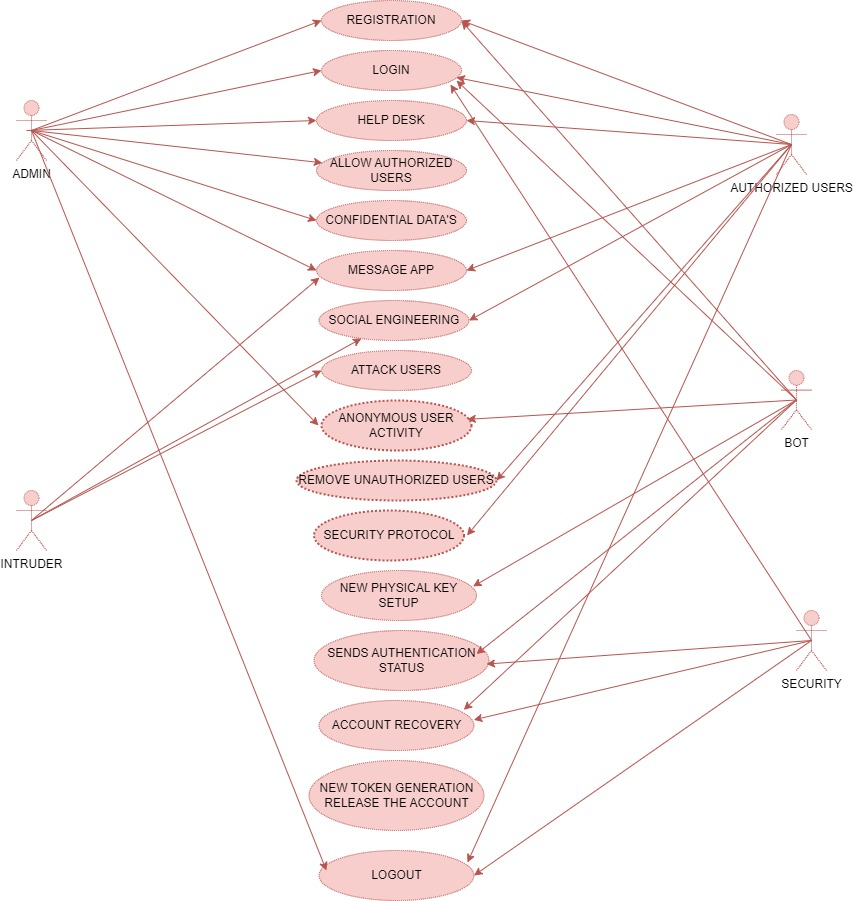 REGISTRATION
LOGIN
HELP DESK
ALLOW AUTHORIZED
USERS
ADMIN
AUTHORIZED USERS
CONFIDENTIAL DATA'S
MESSAGE APP
SOCIAL ENGINEERING
ATTACK USERS
ANONYMOUS USER
ACTIVITY
BOT
REMOVE UNAUTHORIZED USERS
SECURITY PROTOCOL
INTRUDER
NEW PHYSICAL KEY
SETUP
SENDS AUTHENTICATION
STATUS
SECURITY
ACCOUNT RECOVERY
NEW TOKEN GENERATION
RELEASE THE ACCOUNT
LOGOUT